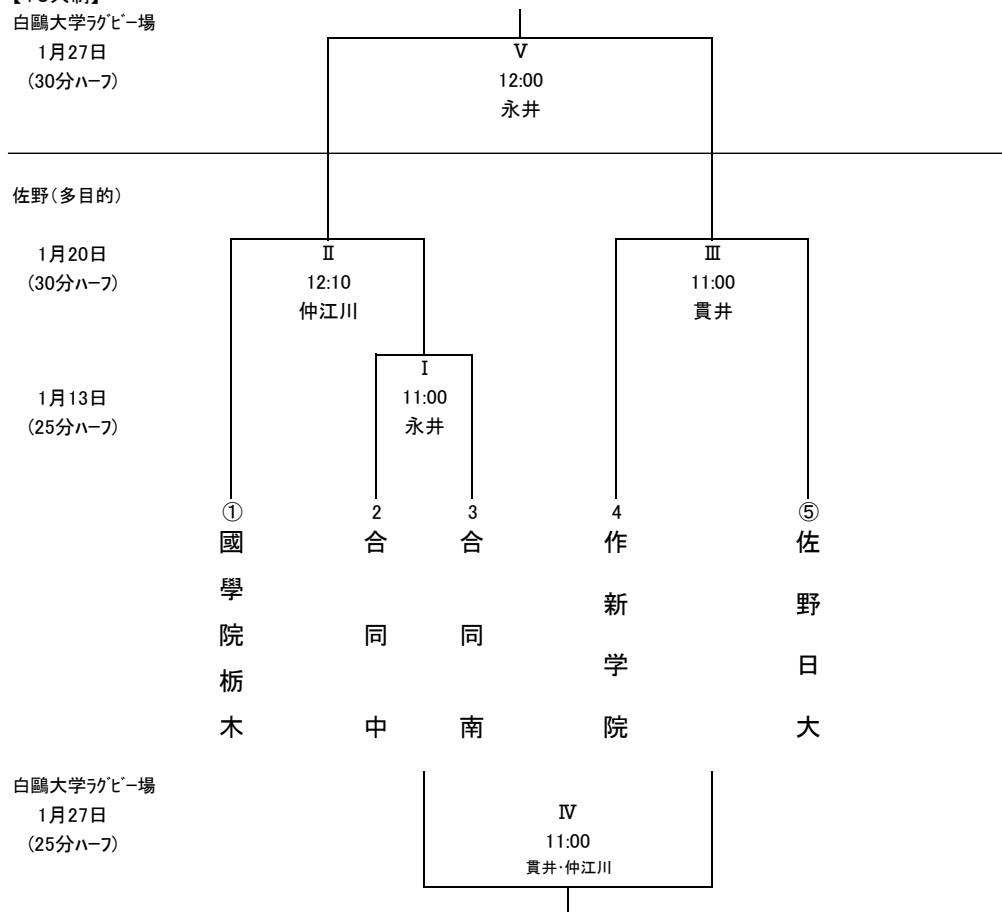 白鷗大学ﾗｸﾞﾋﾞｰ場
1月27日
(30分ﾊｰﾌ)
Ⅴ
12:00
永井
佐野(多目的)
1月20日
(30分ﾊｰﾌ)
Ⅱ
12:10
仲江川
Ⅲ
11:00
貫井
1月13日
(25分ﾊｰﾌ)
Ⅰ
11:00
永井
①
國學院栃木
2
合同中
3
合同南
4
作新学院
⑤
佐野日大
白鷗大学ﾗｸﾞﾋﾞｰ場
1月27日
(25分ﾊｰﾌ)
Ⅳ
11:00
貫井・仲江川